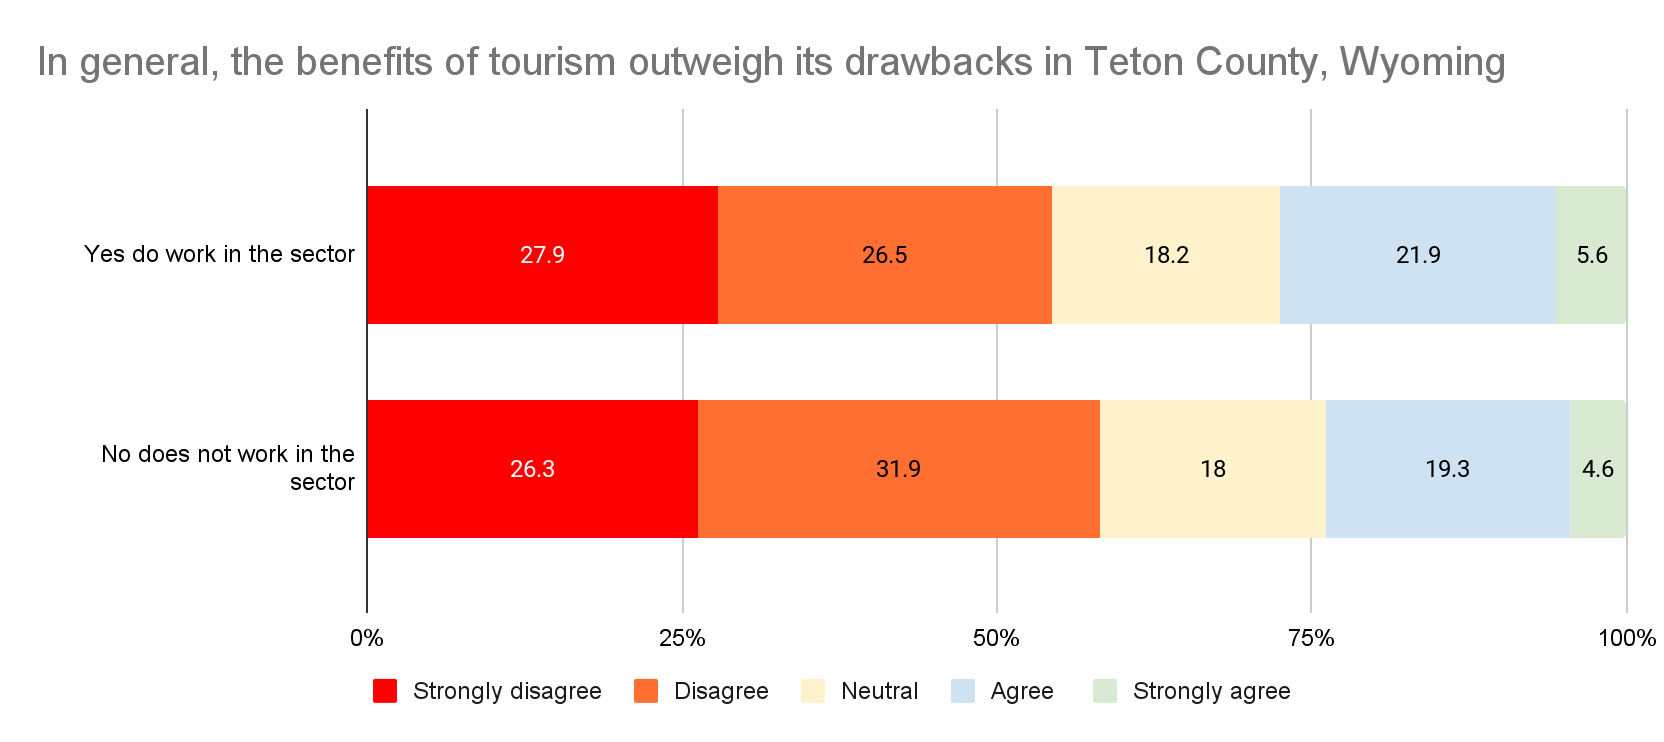 In general, the benefits of tourism outweigh its drawbacks in Teton County, Wyoming
Yes do work in the sector
27.9 26.5 18.2 21.9 5.6
No does not work in the
sector
26.3 31.9 18 19.3 4.6
0% 25% 50% 75% 100%
Strongly disagree Disagree Neutral Agree Strongly agree